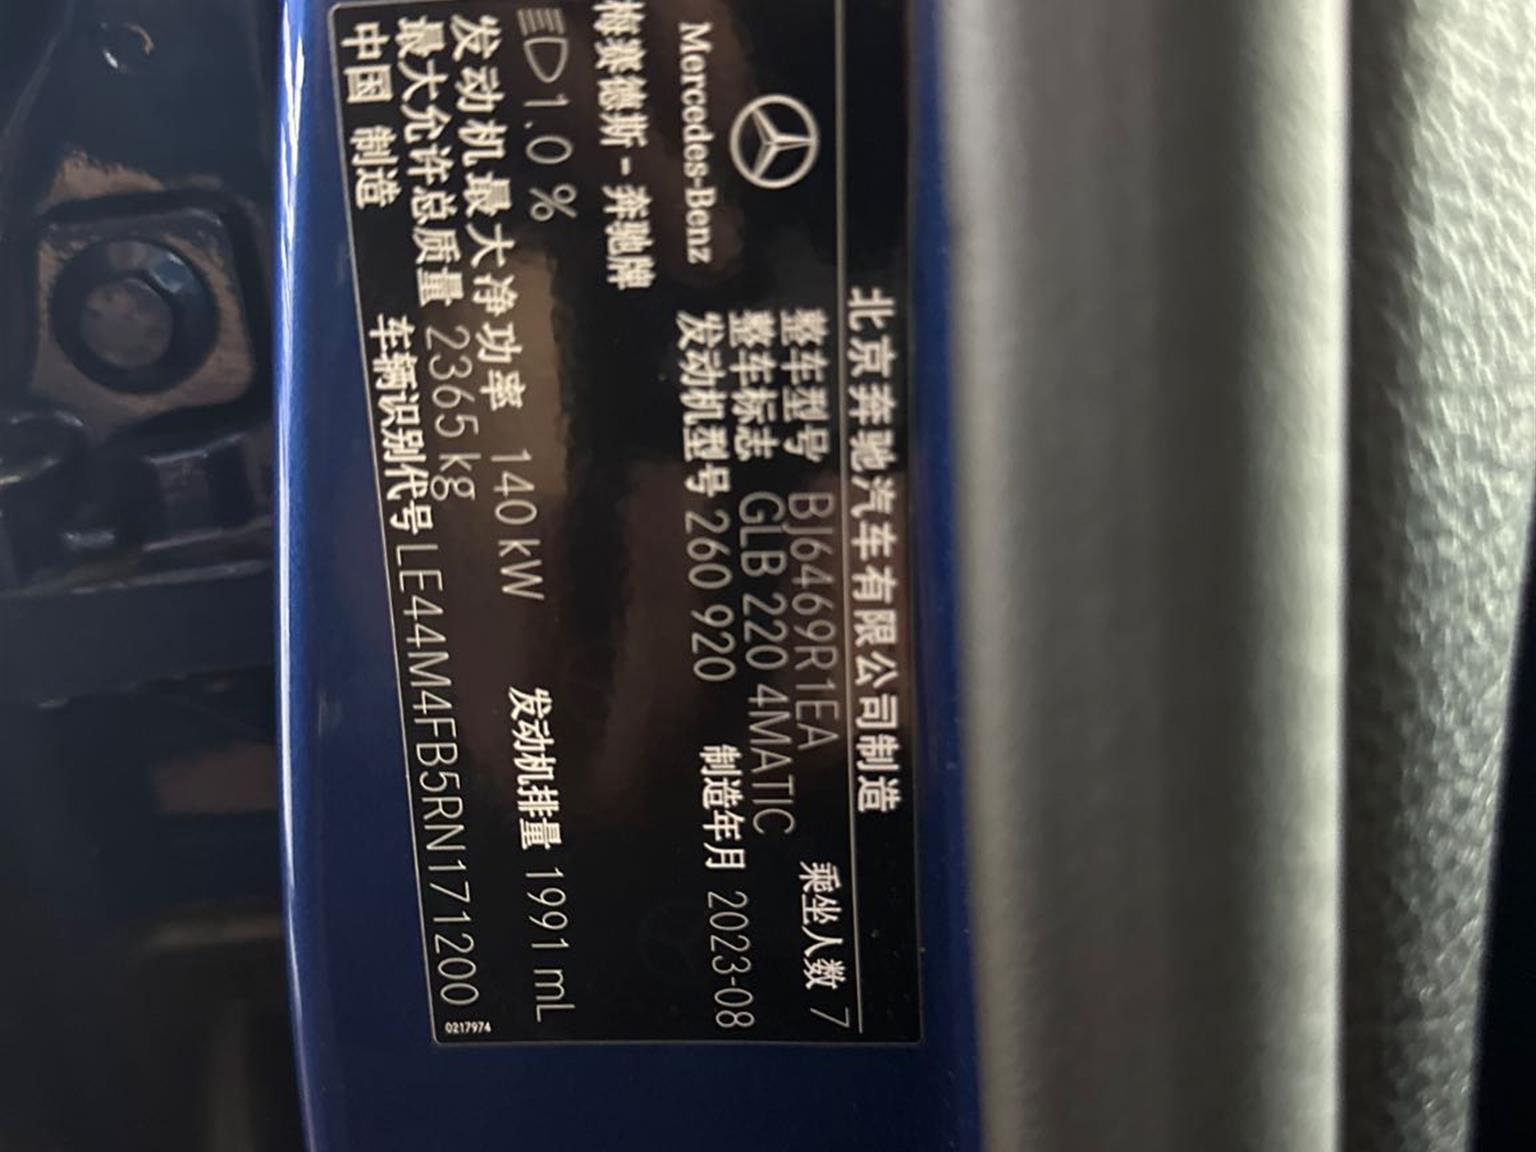 北京奔驰汽车有限公司制造
整车型号 BJ6469R1EA 乘坐人数 7
整车标志 GLB 220 4MATIC
Mercedes-Benz 发动机型号 260 920 制造年月 2023-08
梅赛德斯-奔驰牌
1.0 %
发动机最大净功率 140 kW 发动机排量 1991 mL
最大允许总质量 2365 kg
中国 制造 车辆识别代号 LE44M4FB5RN171200
0217974